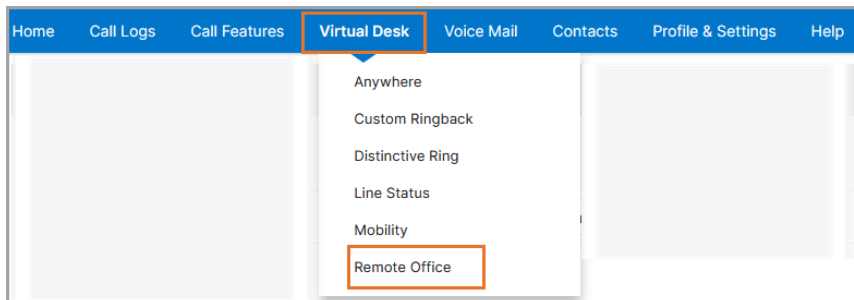 Home Call Logs Call Features Virtual Desk Voice Mail Contacts Profile & Settings Help
Anywhere
Custom Ringback
Distinctive Ring
Line Status
Mobility
Remote Office